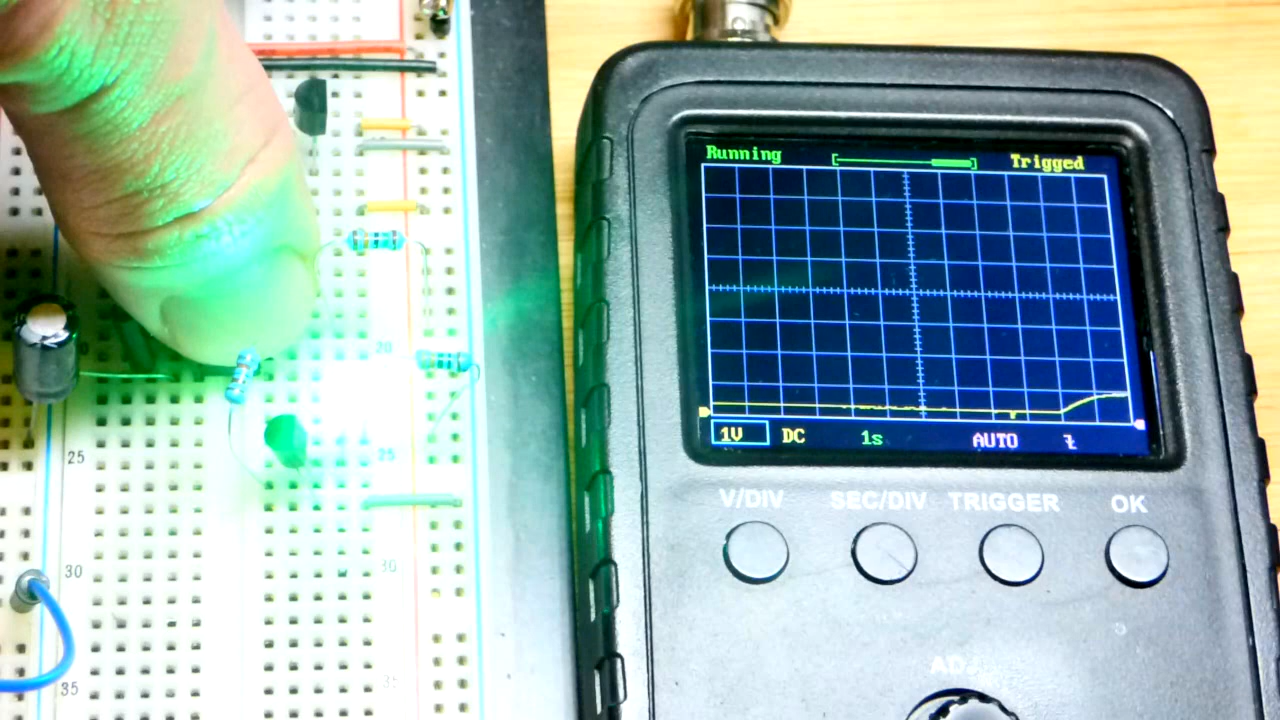 Running Trigged
1V DC 1s AUTO
V/DIV SEC/DIV TRIGGER OK
20
25 25
30 30
35 35